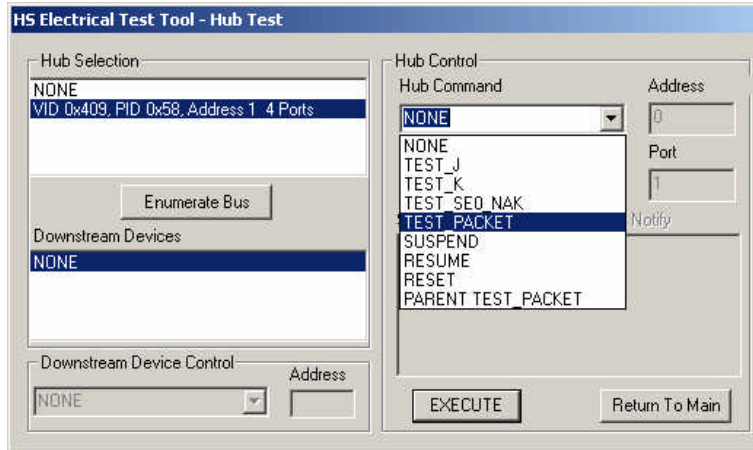 HS Electrical Test Tool - Hub Test
Hub Selection
NONE
VID 0x409, PID 0x58, Address 1 4 Ports
Enumerate Bus
Downstream Devices
NONE
Downstream Device Control
Address
NONE
Hub Control
Hub Command
Address
NONE
0
NONE
TEST_J
TEST_K
TEST_SE0_NAK
TEST_PACKET
SUSPEND
RESUME
RESET
PARENT TEST_PACKET
Port
1
Notify
EXECUTE
Return To Main